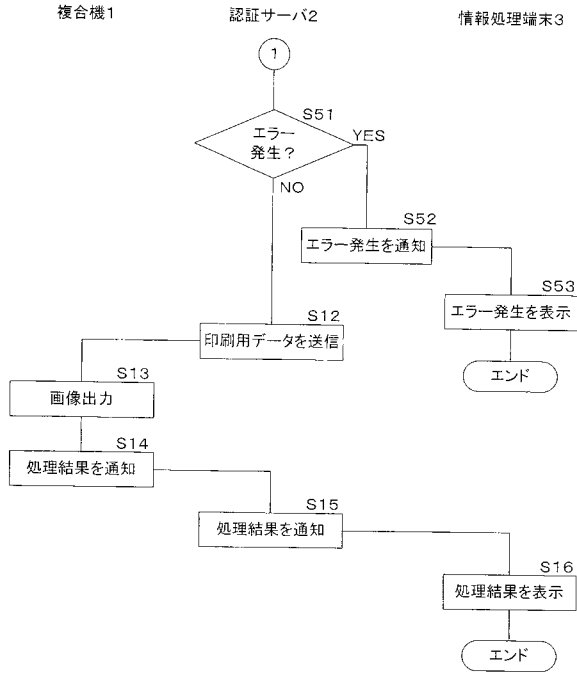 複合機1
認証サーバ2
情報処理端末3
1
S51
エラー
発生?
YES
NO
S52
エラー発生を通知
S53
エラー発生を表示
エンド
S12
印刷用データを送信
S13
画像出力
S14
処理結果を通知
S15
処理結果を通知
S16
処理結果を表示
エンド